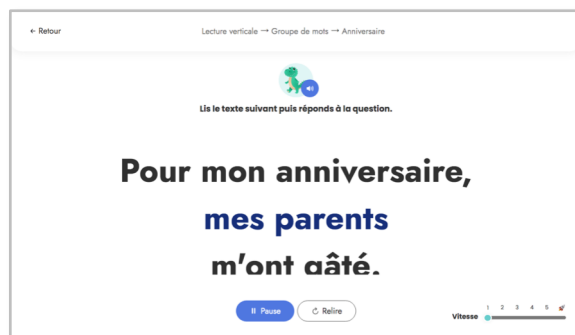 ← Retour
Lecture verticale → Groupe de mots → Anniversaire
Lis le texte suivant puis réponds à la question.
Pour mon anniversaire,
mes parents
m'ont gâté.
Pause
Relire
Vitesse 1 2 3 4 5